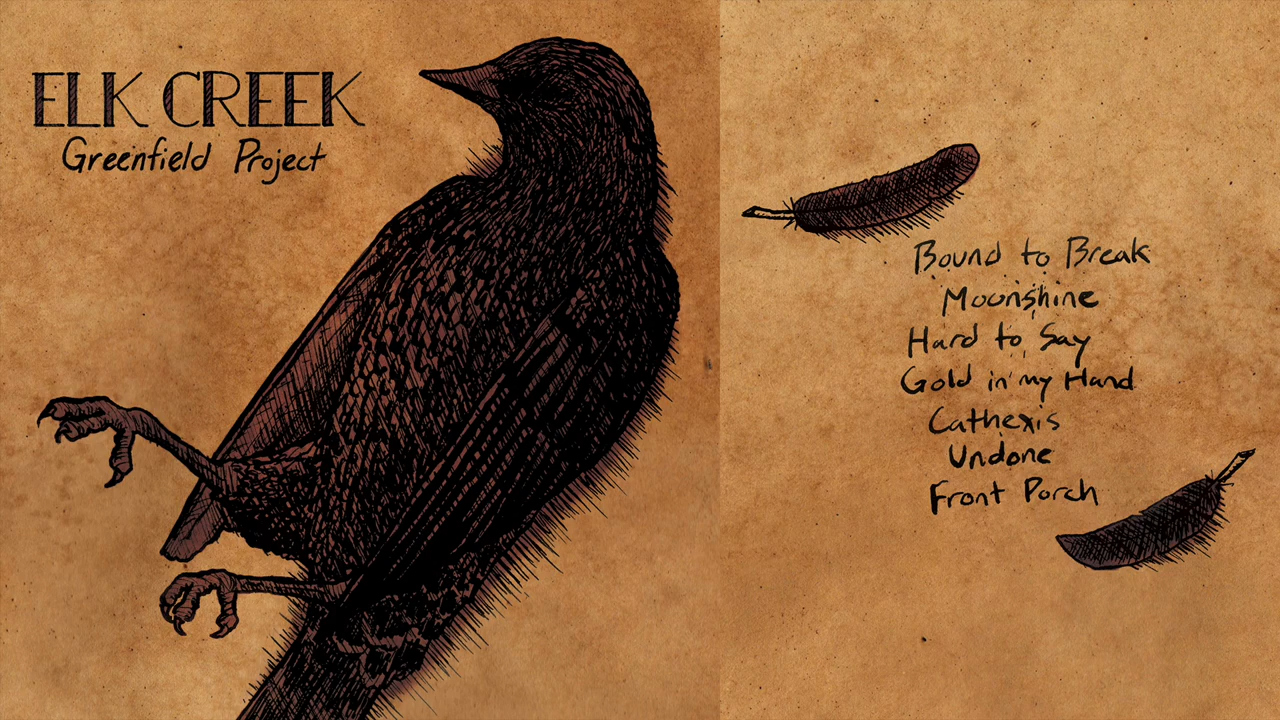 ELK CREEK
Greenfield Project
Bound to Break
Moonshine
Hard to Say
Gold in my Hand
Cathexis
Undone
Front Porch